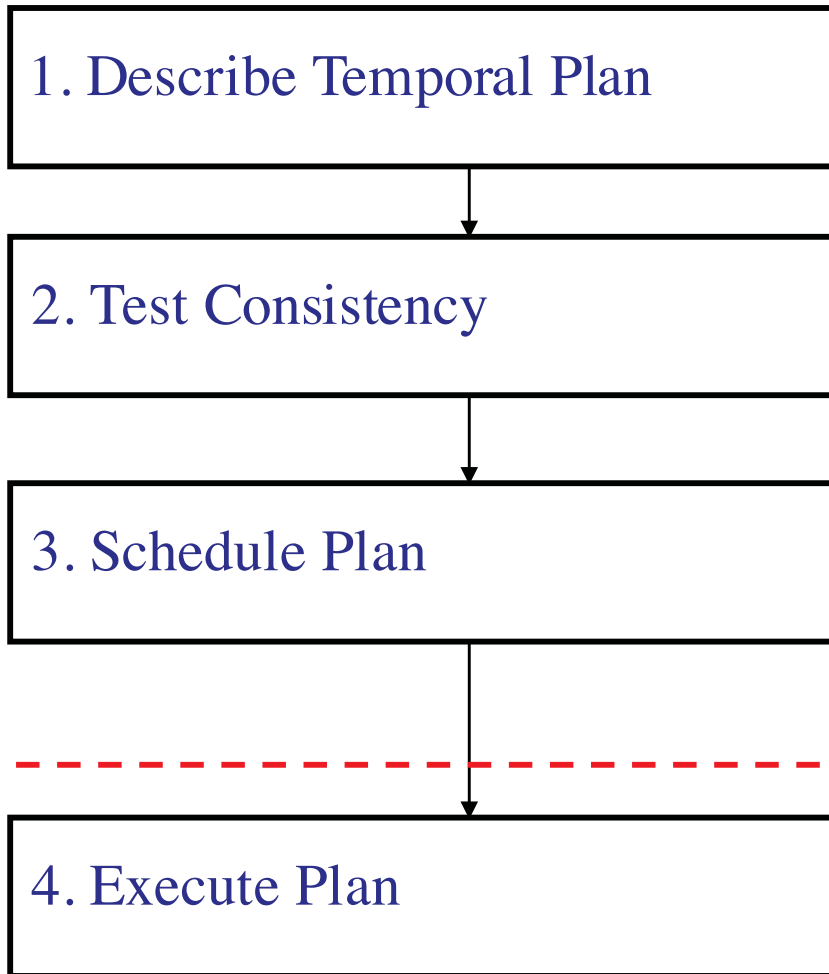 1. Describe Temporal Plan
2. Test Consistency
3. Schedule Plan
4. Execute Plan